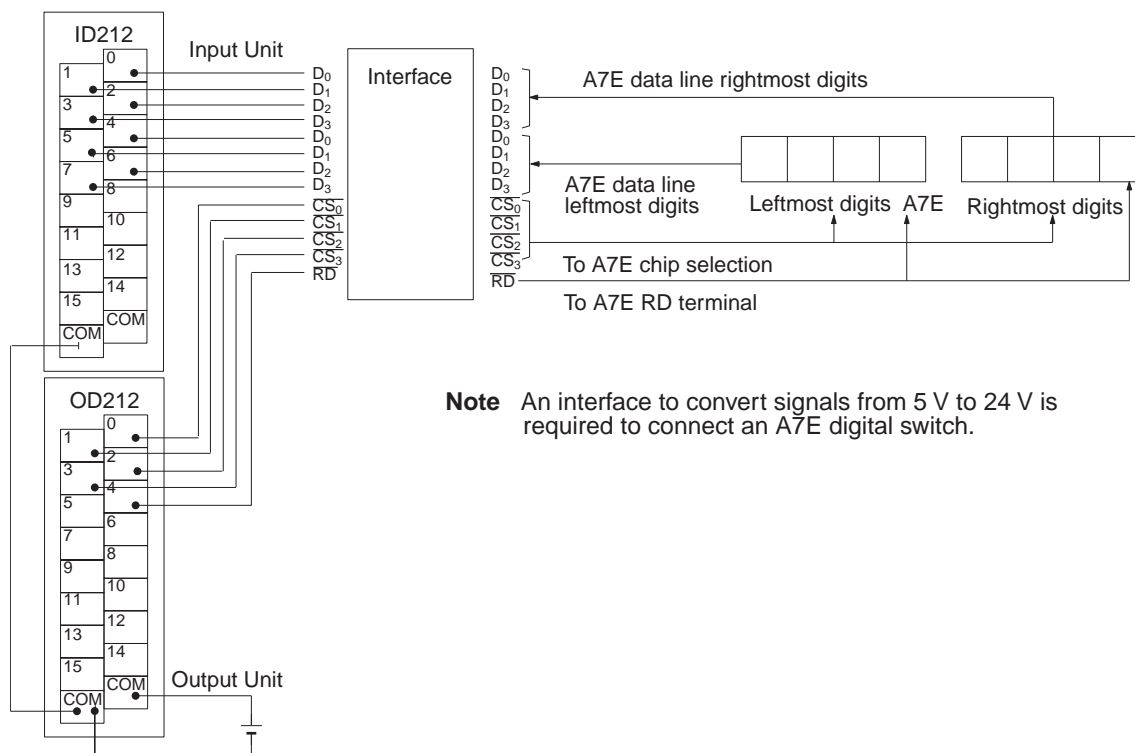 ID212
Input Unit
0
1
2
3
4
5
6
7
8
9
10
11
12
13
14
15
COM
COM
D0
D1
D2
D3
D0
D1
D2
D3
CS0
CS1
CS2
CS3
RD
Interface
D0
D1
D2
D3
D0
D1
D2
D3
CS0
CS1
CS2
CS3
RD
A7E data line rightmost digits
A7E data line
leftmost digits
Leftmost digits
A7E
Rightmost digits
To A7E chip selection
To A7E RD terminal
Note An interface to convert signals from 5 V to 24 V is
required to connect an A7E digital switch.
OD212
0
1
2
3
4
5
6
7
8
9
10
11
12
13
14
15
COM
COM
Output Unit